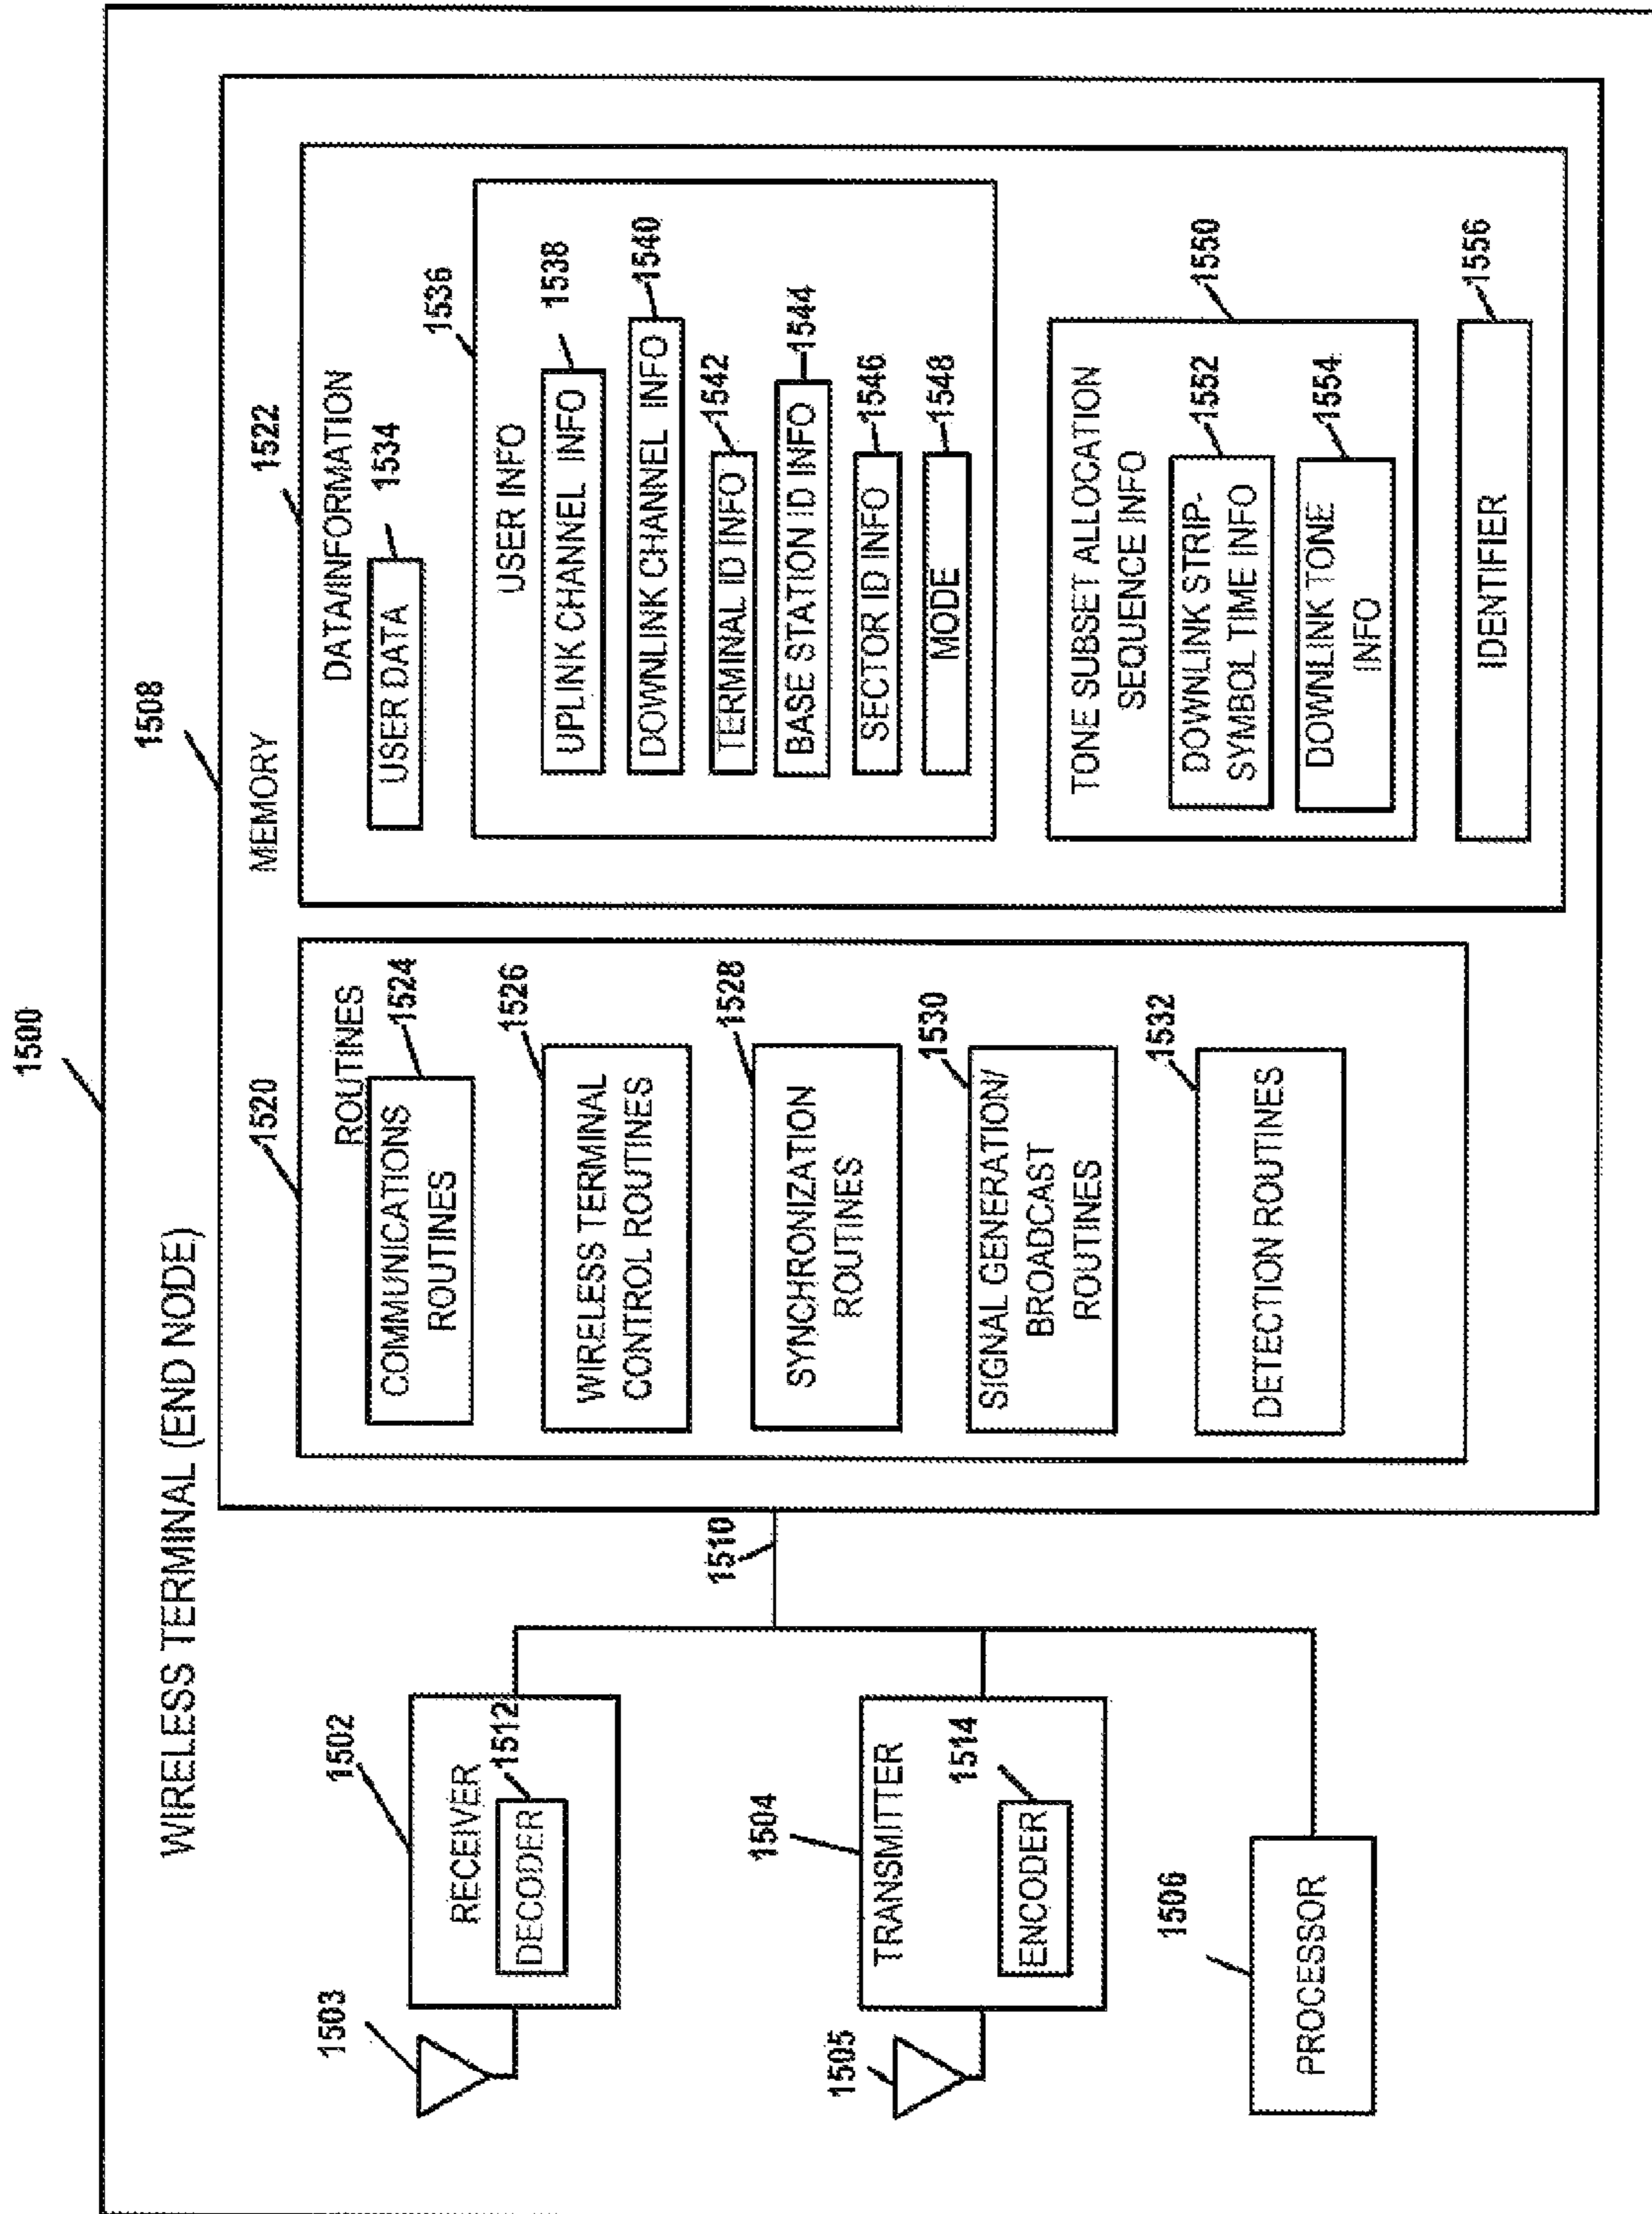 1500
WIRELESS TERMINAL (END NODE)
1508
MEMORY
1503
1502
RECEIVER
1512
DECODER
1505
1504
TRANSMITTER
1514
ENCODER
1506
PROCESSOR
1510
1520
ROUTINES
1524
COMMUNICATIONS
ROUTINES
1526
WIRELESS TERMINAL
CONTROL ROUTINES
1528
SYNCHRONIZATION
ROUTINES
1530
SIGNAL GENERATION/
BROADCAST
ROUTINES
1532
DETECTION ROUTINES
1522
DATA/INFORMATION
1534
USER DATA
1536
USER INFO
1538
UPLINK CHANNEL INFO
1540
DOWNLINK CHANNEL INFO
1542
TERMINAL ID INFO
1544
BASE STATION ID INFO
1546
SECTOR ID INFO
1548
MODE
1550
TONE SUBSET ALLOCATION
SEQUENCE INFO
1552
DOWNLINK STRIP-
SYMBOL TIME INFO
1554
DOWNLINK TONE
INFO
1556
IDENTIFIER